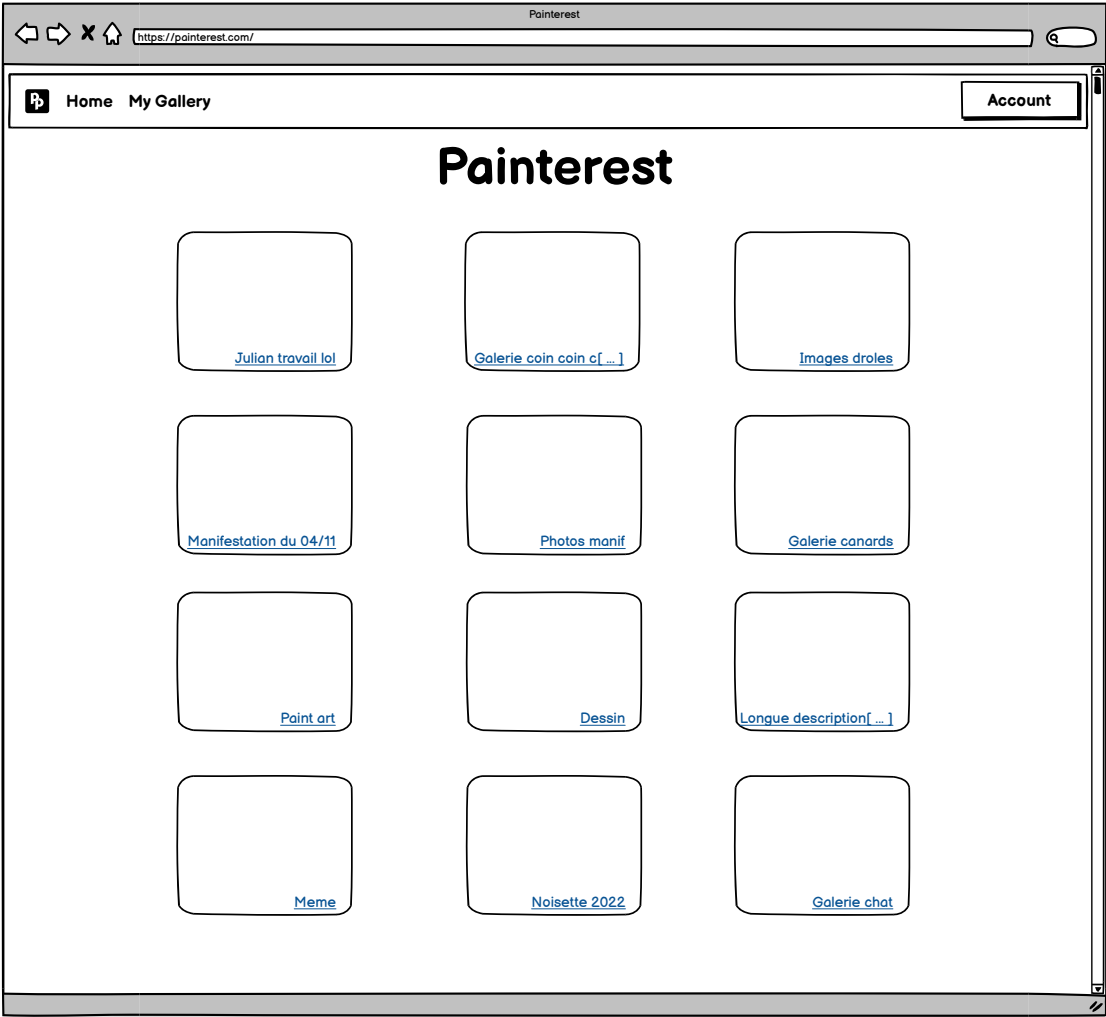 Painterest
https://painterest.com/
Pp Home My Gallery Account
Painterest
Julian travail lol Galerie coin coin c[ ... ] Images droles
Manifestation du 04/11 Photos manif Galerie canards
Paint art Dessin Longue description[ ... ]
Meme Noisette 2022 Galerie chat